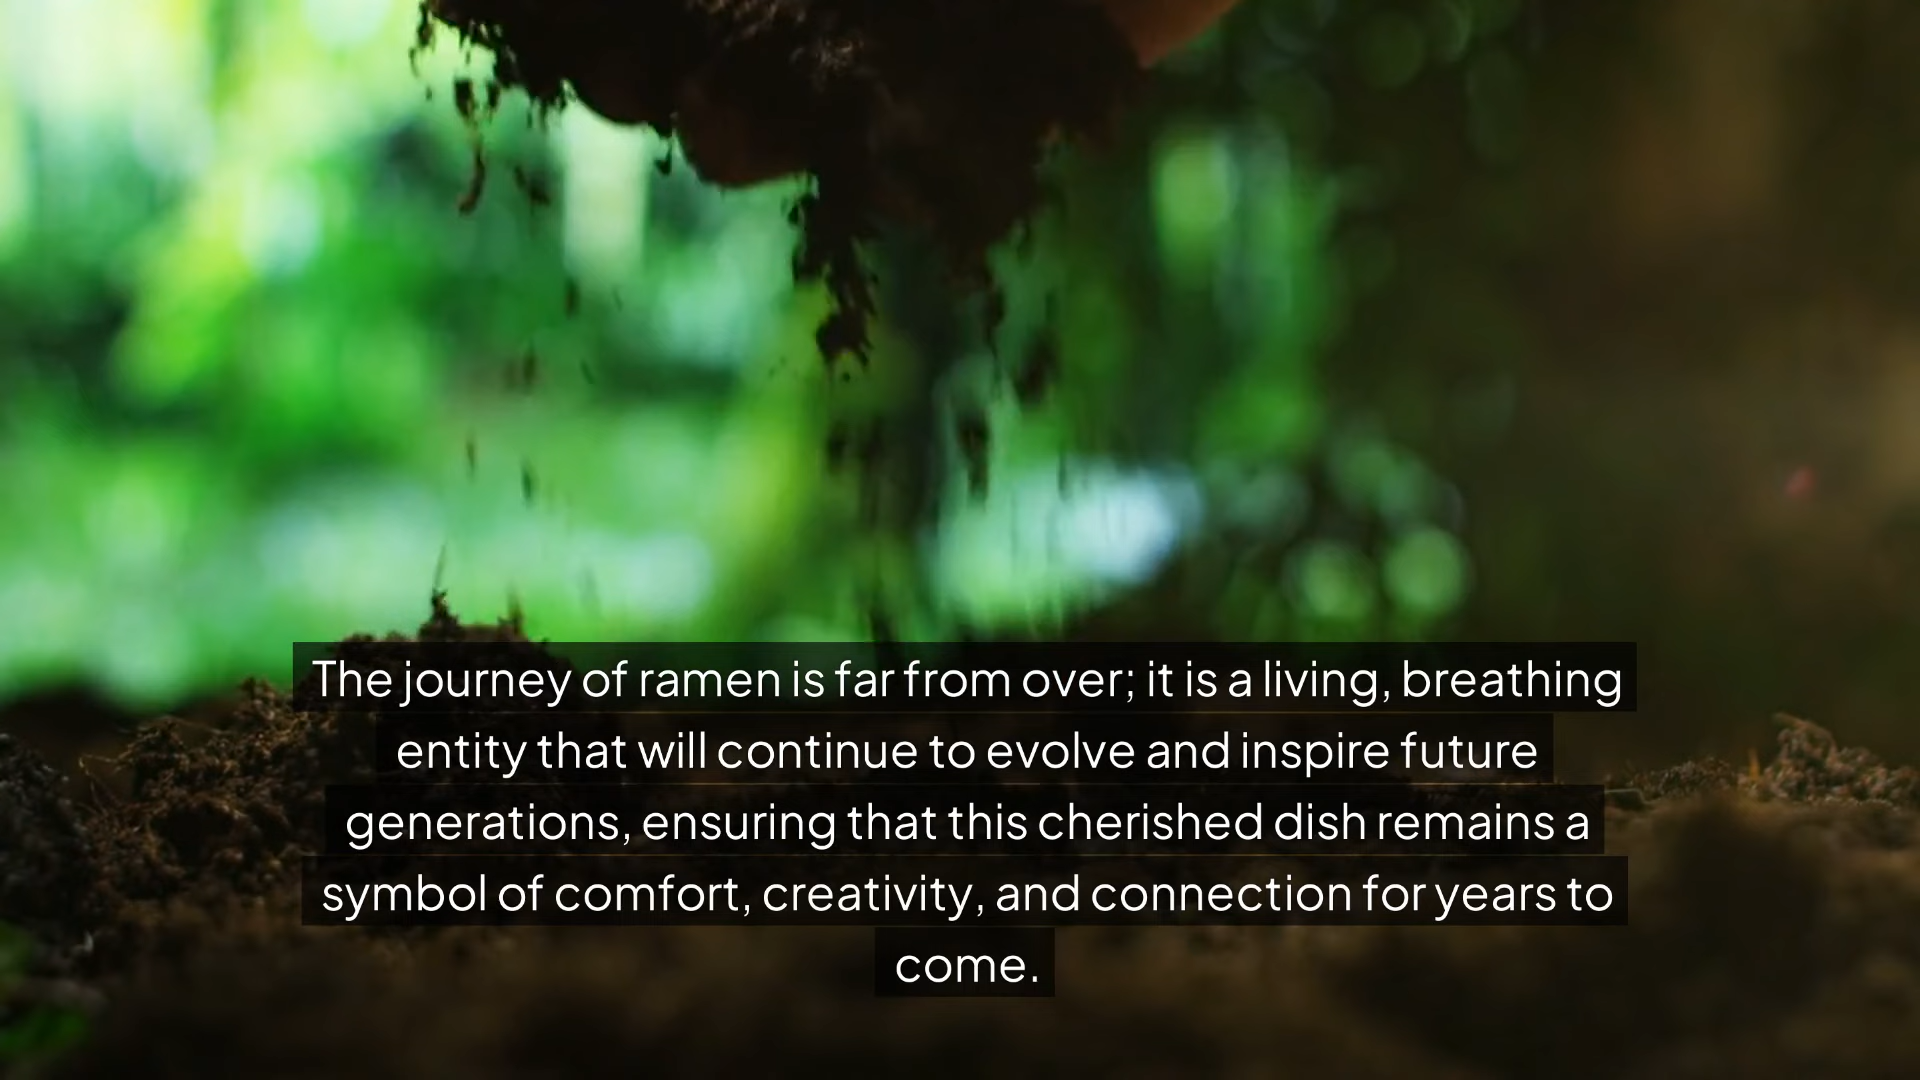 The journey of ramen is far from over; it is a living, breathing
entity that will continue to evolve and inspire future
generations, ensuring that this cherished dish remains a
symbol of comfort, creativity, and connection for years to
come.